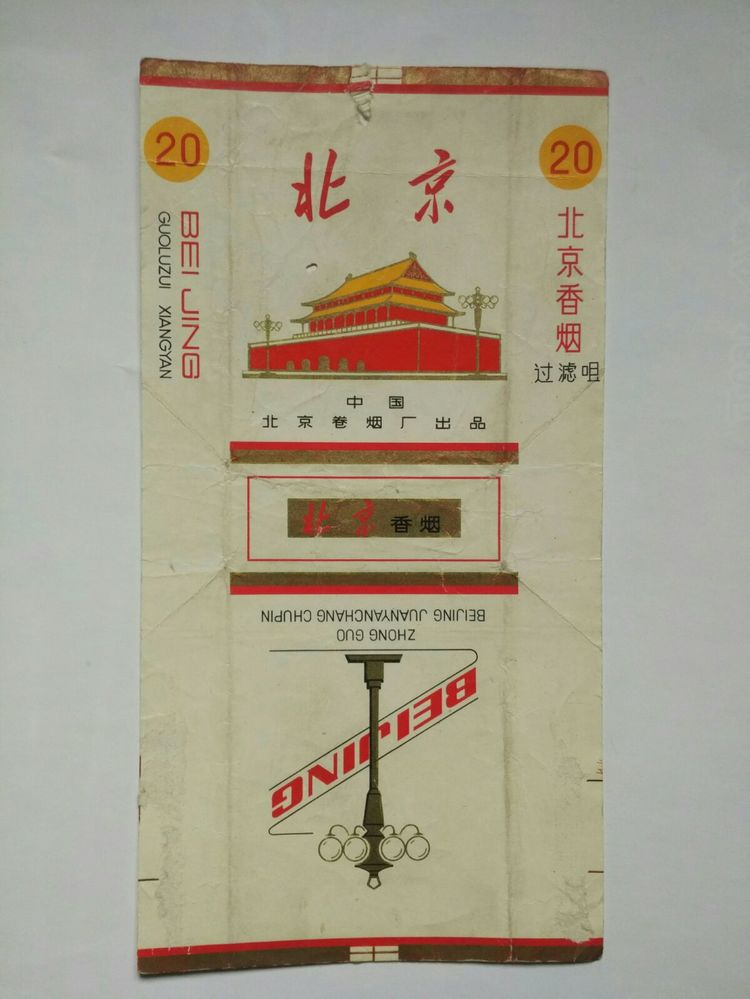 20
BEI JING
GUOLUZUI XIANGYAN
北京
中国
北京卷烟厂出品
20
北京香烟
过滤咀
北京香烟
BEIJING JUANYANCHANG CHUPIN
ZHONG GUO
BEIJING